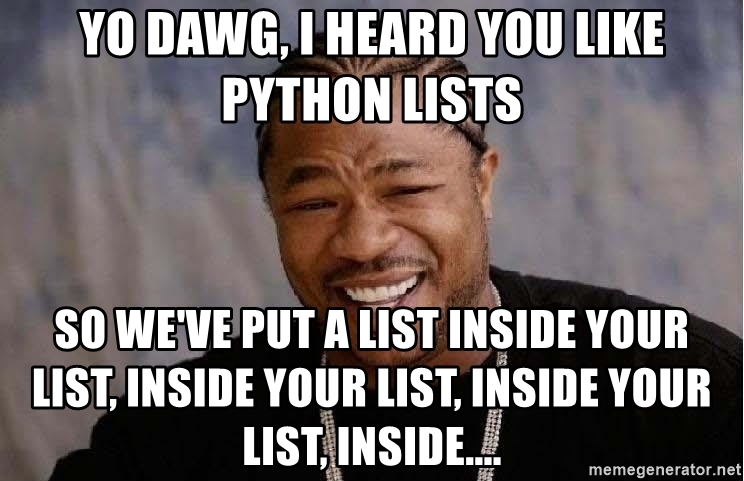 YO DAWG, I HEARD YOU LIKE
PYTHON LISTS
SO WE'VE PUT A LIST INSIDE YOUR
LIST, INSIDE YOUR LIST, INSIDE YOUR
LIST, INSIDE....
memegenerator.net